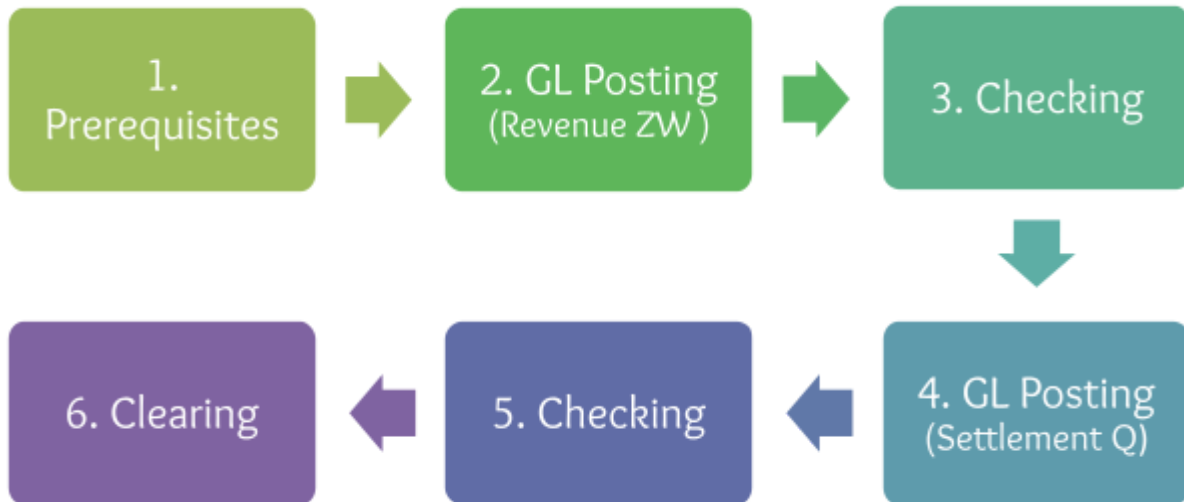 1.
Prerequisites
2. GL Posting
(Revenue ZW )
3. Checking
4. GL Posting
(Settlement Q)
5. Checking
6. Clearing